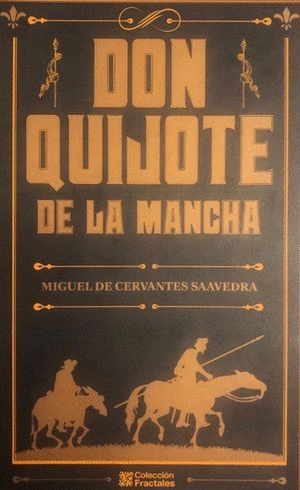 DON
QUIJOTE
DE LA MANCHA
MIGUEL DE CERVANTES SAAVEDRA
Colección
Fractales